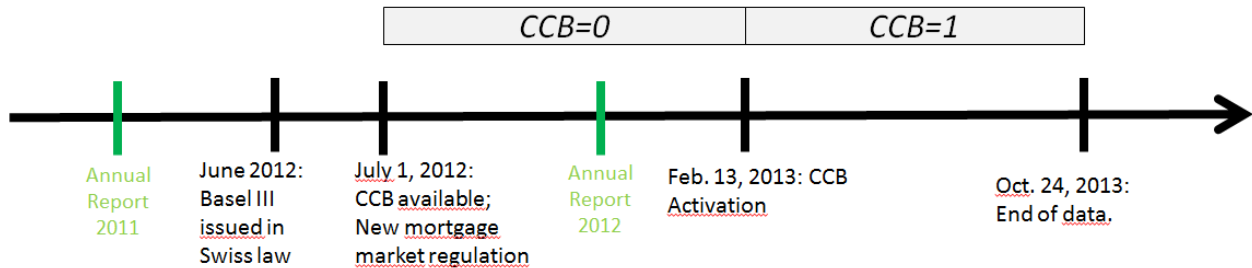 CCB=0
CCB=1
Annual
Report
2011
June 2012:
Basel III
issued in
Swiss law
July 1, 2012:
CCB available;
New mortgage
market regulation
Annual
Report
2012
Feb. 13, 2013: CCB
Activation
Oct. 24, 2013:
End of data.